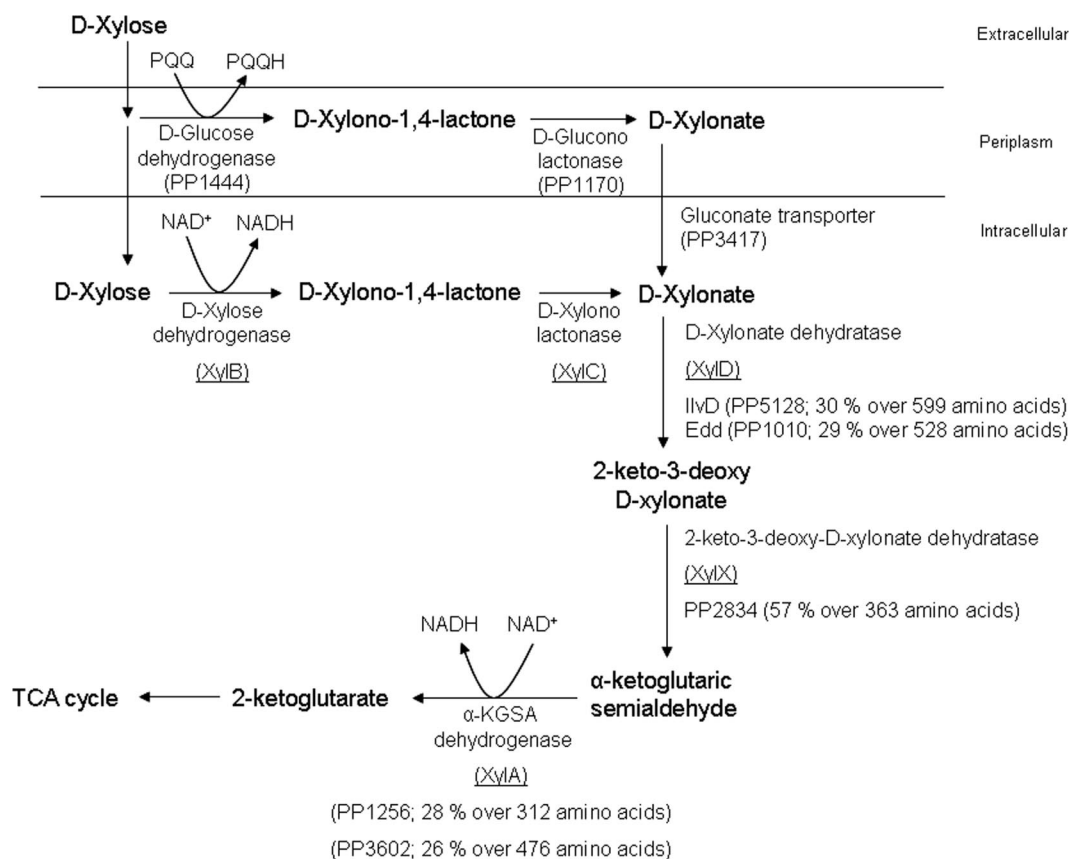 D-Xylose
Extracellular
PQQ PQQH
D-Xylono-1,4-lactone
D-Xylonate
D-Glucose
dehydrogenase
(PP1444)
D-Glucono
lactonase
(PP1170)
Periplasm
Gluconate transporter
(PP3417)
Intracellular
NAD⁺ NADH
D-Xylose
D-Xylono-1,4-lactone
D-Xylonate
D-Xylose
dehydrogenase
(XylB)
D-Xylono
lactonase
(XylC)
D-Xylonate dehydratase
(XylD)
IlvD (PP5128; 30 % over 599 amino acids)
Edd (PP1010; 29 % over 528 amino acids)
2-keto-3-deoxy
D-xylonate
2-keto-3-deoxy-D-xylonate dehydratase
(XylX)
PP2834 (57 % over 363 amino acids)
NADH NAD⁺
TCA cycle
2-ketoglutarate
α-ketoglutaric
semialdehyde
α-KGSA
dehydrogenase
(XylA)
(PP1256; 28 % over 312 amino acids)
(PP3602; 26 % over 476 amino acids)